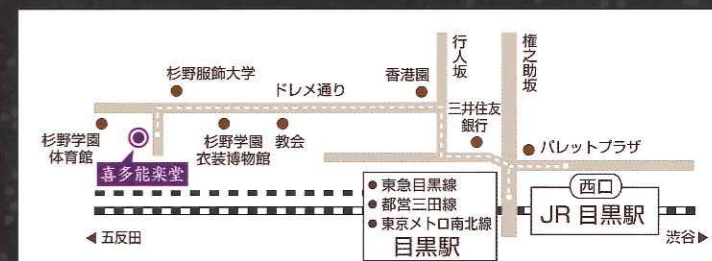 行人坂
権之助坂
杉野服飾大学
ドレメ通り
香港園
三井住友
銀行
杉野学園
体育館
杉野学園
衣装博物館
教会
パレットプラザ
喜多能楽堂
● 東急目黒線
● 都営三田線
● 東京メトロ南北線
目黒駅
西口
JR 目黒駅
◀ 五反田
渋谷 ▶